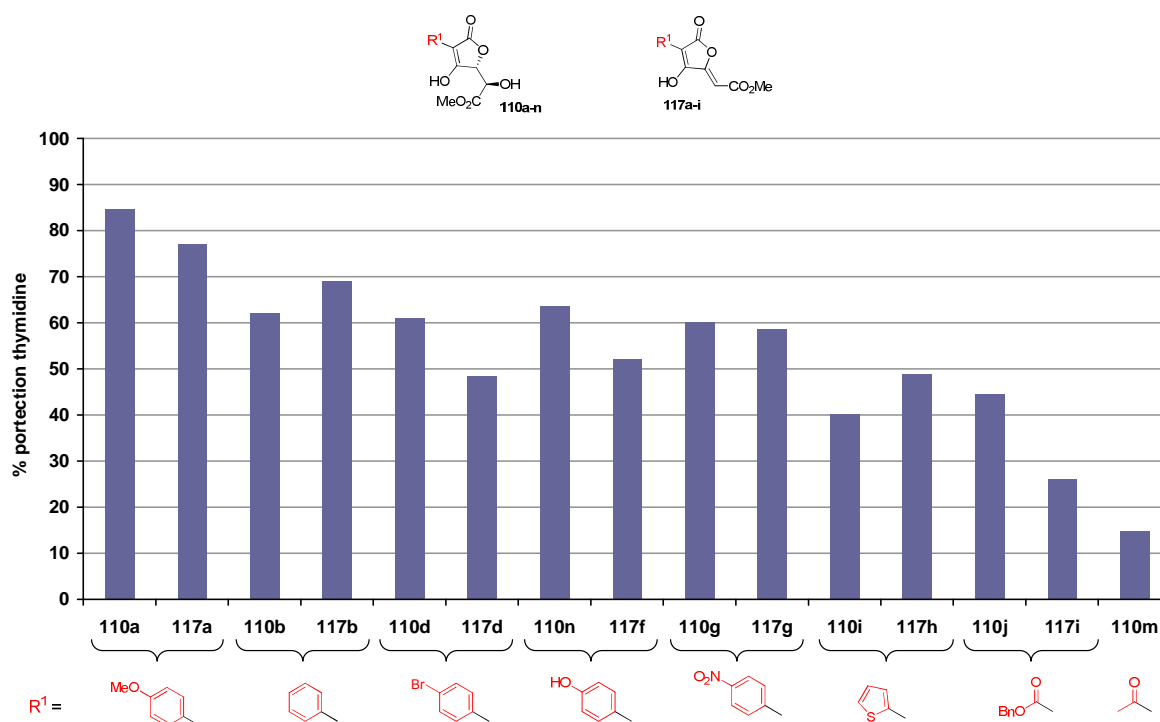 O
R¹
O
HO
OH
MeO₂C
110a-n
O
R¹
O
HO
CO₂Me
117a-i
% portection thymidine
100
90
80
70
60
50
40
30
20
10
0
110a 117a 110b 117b 110d 117d 110n 117f 110g 117g 110i 117h 110j 117i 110m
R¹ =
MeO
Br
HO
O₂N
S
O
BnO
O